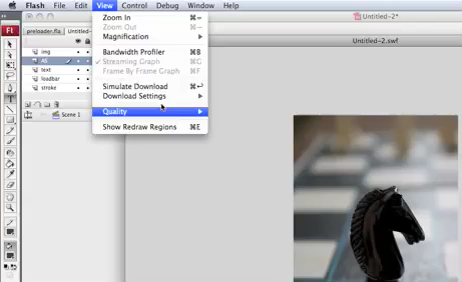 Flash File Edit View Control Debug Window Help
Untitled-2*
Fl
preloader.fla Untitled-
Untitled-2.swf
Zoom In ⌘=
Zoom Out ⌘-
Magnification
Bandwidth Profiler ⌘B
Streaming Graph ⌘G
Frame By Frame Graph ⌘F
Simulate Download ⌘↩
Download Settings
Quality
Show Redraw Regions ⌘E
img
AS
text
loadbar
stroke
Scene 1